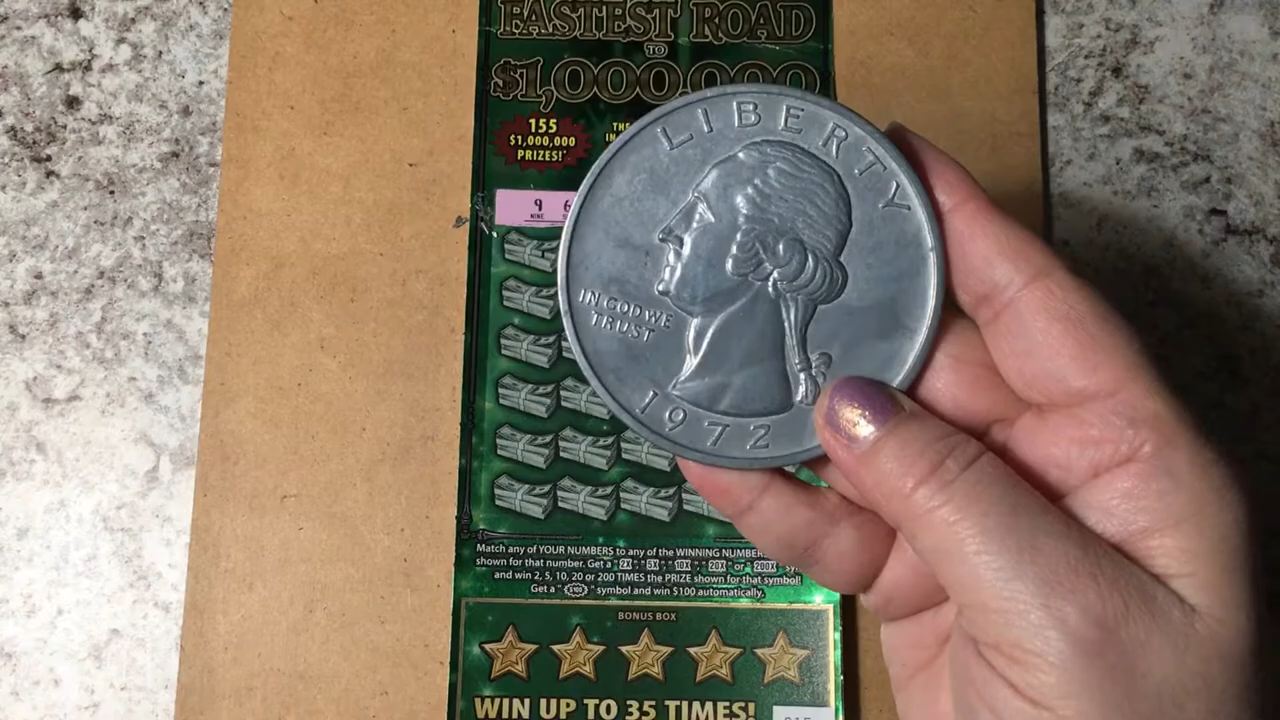 FASTEST ROAD
TO
$1,000,000
155
$1,000,000
PRIZES!*
9
NINE
LIBERTY
IN GOD WE
TRUST
1972
Match any of YOUR NUMBERS to any of the WINNING NUMBERS
shown for that number. Get a "2X" "5X" "10X" "20X" or "200X"
and win 2, 5, 10, 20 or 200 TIMES the PRIZE shown for that symbol!
Get a "$100" symbol and win $100 automatically.
BONUS BOX
WIN UP TO 35 TIMES!